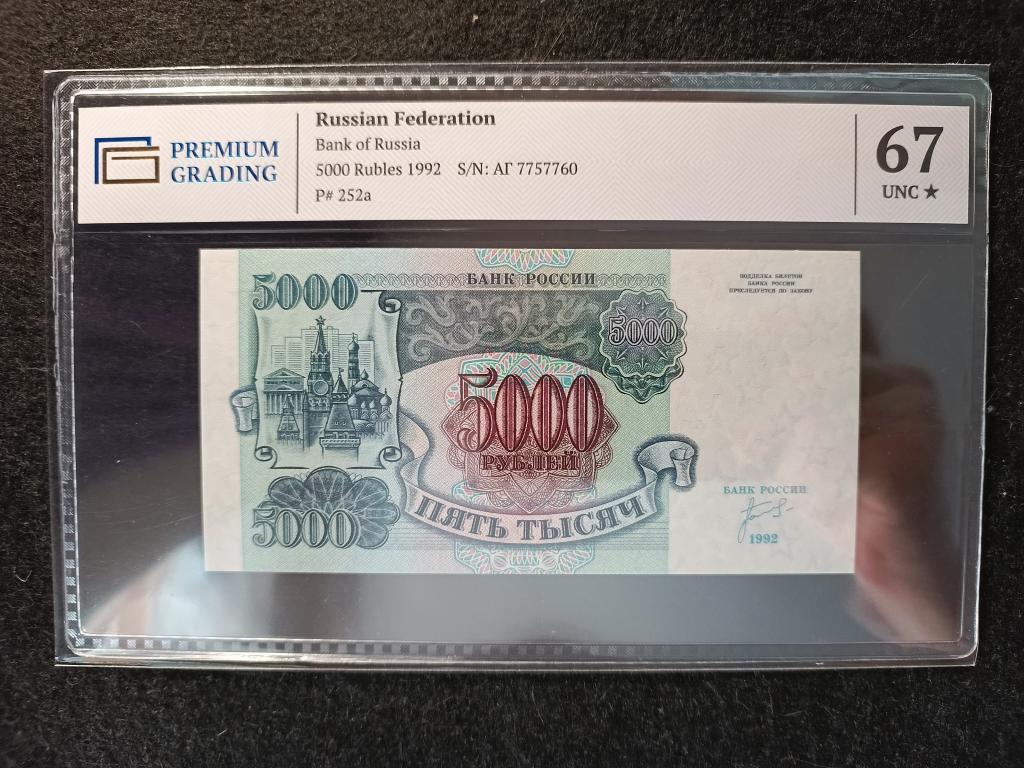 PREMIUM
GRADING
Russian Federation
Bank of Russia
5000 Rubles 1992 S/N: АГ 7757760
P# 252a
67
UNC ★
5000
БАНК РОССИИ
ПОДДЕЛКА БИЛЕТОВ
БАНКА РОССИИ
ПРЕСЛЕДУЕТСЯ ПО ЗАКОНУ
5000
5000
РУБЛЕЙ
ПЯТЬ ТЫСЯЧ
5000
БАНК РОССИИ
1992